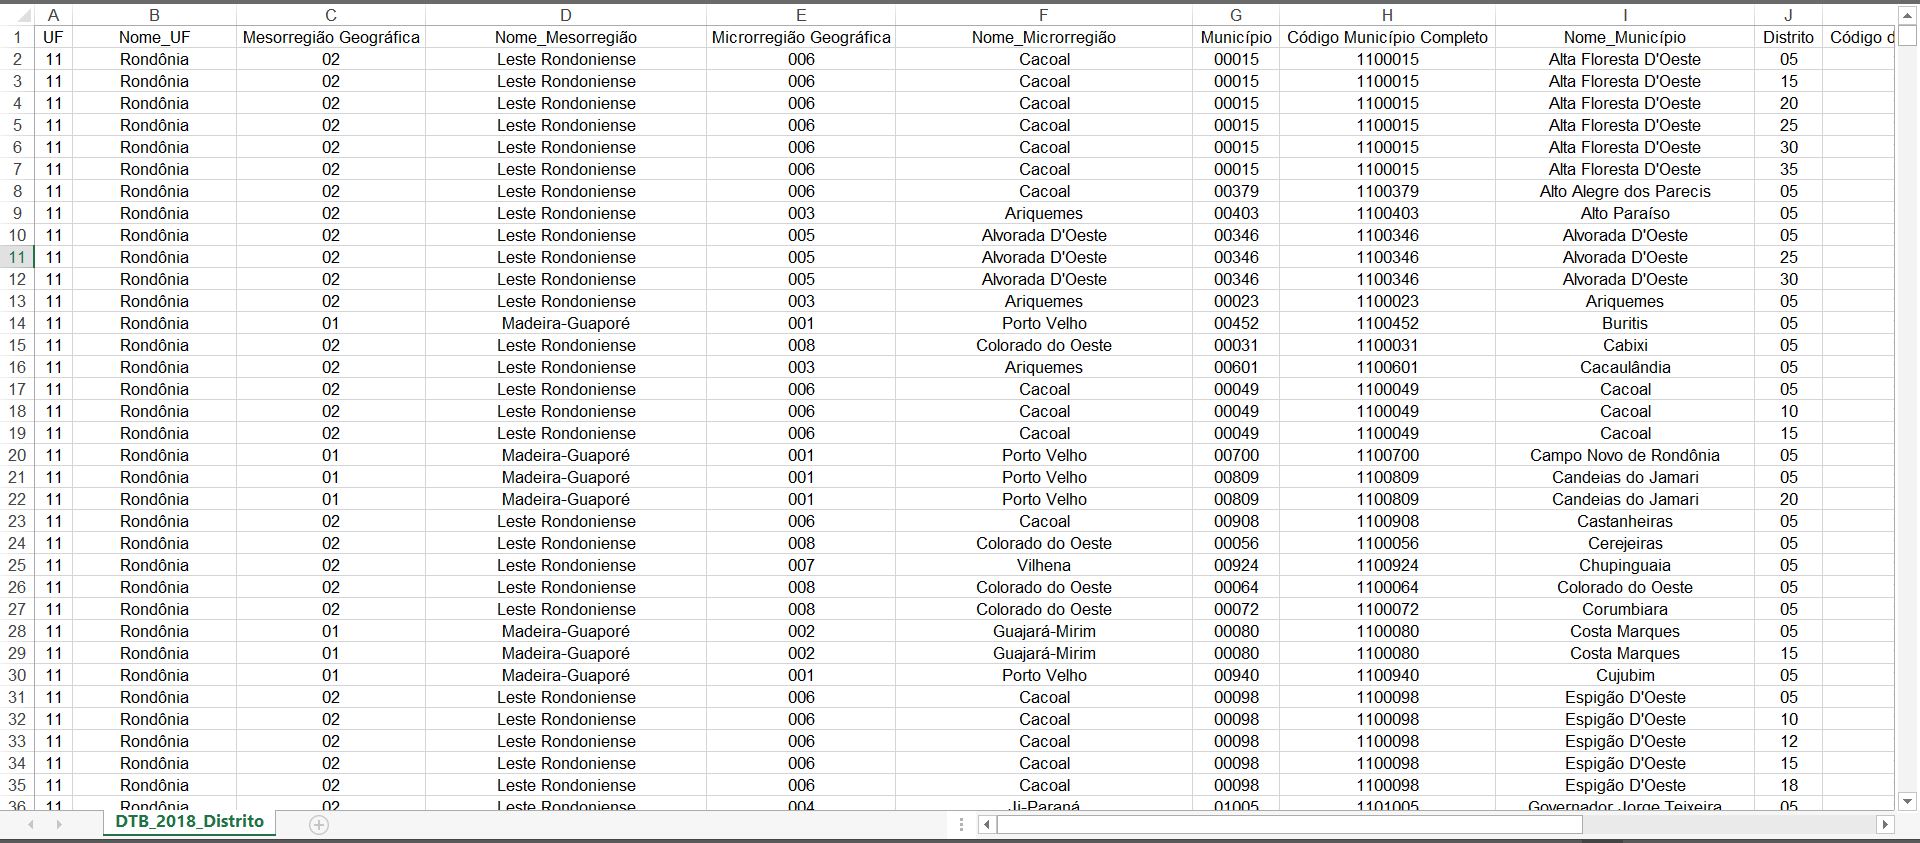 A B C D E F G H I J
1 UF Nome_UF Mesorregião Geográfica Nome_Mesorregião Microrregião Geográfica Nome_Microrregião Município Código Município Completo Nome_Município Distrito Código d
2 11 Rondônia 02 Leste Rondoniense 006 Cacoal 00015 1100015 Alta Floresta D'Oeste 05
3 11 Rondônia 02 Leste Rondoniense 006 Cacoal 00015 1100015 Alta Floresta D'Oeste 15
4 11 Rondônia 02 Leste Rondoniense 006 Cacoal 00015 1100015 Alta Floresta D'Oeste 20
5 11 Rondônia 02 Leste Rondoniense 006 Cacoal 00015 1100015 Alta Floresta D'Oeste 25
6 11 Rondônia 02 Leste Rondoniense 006 Cacoal 00015 1100015 Alta Floresta D'Oeste 30
7 11 Rondônia 02 Leste Rondoniense 006 Cacoal 00015 1100015 Alta Floresta D'Oeste 35
8 11 Rondônia 02 Leste Rondoniense 006 Cacoal 00379 1100379 Alto Alegre dos Parecis 05
9 11 Rondônia 02 Leste Rondoniense 003 Ariquemes 00403 1100403 Alto Paraíso 05
10 11 Rondônia 02 Leste Rondoniense 005 Alvorada D'Oeste 00346 1100346 Alvorada D'Oeste 05
11 11 Rondônia 02 Leste Rondoniense 005 Alvorada D'Oeste 00346 1100346 Alvorada D'Oeste 25
12 11 Rondônia 02 Leste Rondoniense 005 Alvorada D'Oeste 00346 1100346 Alvorada D'Oeste 30
13 11 Rondônia 02 Leste Rondoniense 003 Ariquemes 00023 1100023 Ariquemes 05
14 11 Rondônia 01 Madeira-Guaporé 001 Porto Velho 00452 1100452 Buritis 05
15 11 Rondônia 02 Leste Rondoniense 008 Colorado do Oeste 00031 1100031 Cabixi 05
16 11 Rondônia 02 Leste Rondoniense 003 Ariquemes 00601 1100601 Cacaulândia 05
17 11 Rondônia 02 Leste Rondoniense 006 Cacoal 00049 1100049 Cacoal 05
18 11 Rondônia 02 Leste Rondoniense 006 Cacoal 00049 1100049 Cacoal 10
19 11 Rondônia 02 Leste Rondoniense 006 Cacoal 00049 1100049 Cacoal 15
20 11 Rondônia 01 Madeira-Guaporé 001 Porto Velho 00700 1100700 Campo Novo de Rondônia 05
21 11 Rondônia 01 Madeira-Guaporé 001 Porto Velho 00809 1100809 Candeias do Jamari 05
22 11 Rondônia 01 Madeira-Guaporé 001 Porto Velho 00809 1100809 Candeias do Jamari 20
23 11 Rondônia 02 Leste Rondoniense 006 Cacoal 00908 1100908 Castanheiras 05
24 11 Rondônia 02 Leste Rondoniense 008 Colorado do Oeste 00056 1100056 Cerejeiras 05
25 11 Rondônia 02 Leste Rondoniense 007 Vilhena 00924 1100924 Chupinguaia 05
26 11 Rondônia 02 Leste Rondoniense 008 Colorado do Oeste 00064 1100064 Colorado do Oeste 05
27 11 Rondônia 02 Leste Rondoniense 008 Colorado do Oeste 00072 1100072 Corumbiara 05
28 11 Rondônia 01 Madeira-Guaporé 002 Guajará-Mirim 00080 1100080 Costa Marques 05
29 11 Rondônia 01 Madeira-Guaporé 002 Guajará-Mirim 00080 1100080 Costa Marques 15
30 11 Rondônia 01 Madeira-Guaporé 001 Porto Velho 00940 1100940 Cujubim 05
31 11 Rondônia 02 Leste Rondoniense 006 Cacoal 00098 1100098 Espigão D'Oeste 05
32 11 Rondônia 02 Leste Rondoniense 006 Cacoal 00098 1100098 Espigão D'Oeste 10
33 11 Rondônia 02 Leste Rondoniense 006 Cacoal 00098 1100098 Espigão D'Oeste 12
34 11 Rondônia 02 Leste Rondoniense 006 Cacoal 00098 1100098 Espigão D'Oeste 15
35 11 Rondônia 02 Leste Rondoniense 006 Cacoal 00098 1100098 Espigão D'Oeste 18
36 11 Rondônia 02 Leste Rondoniense 004 Ji-Paraná 01005 1101005 Governador Jorge Teixeira 05
DTB_2018_Distrito